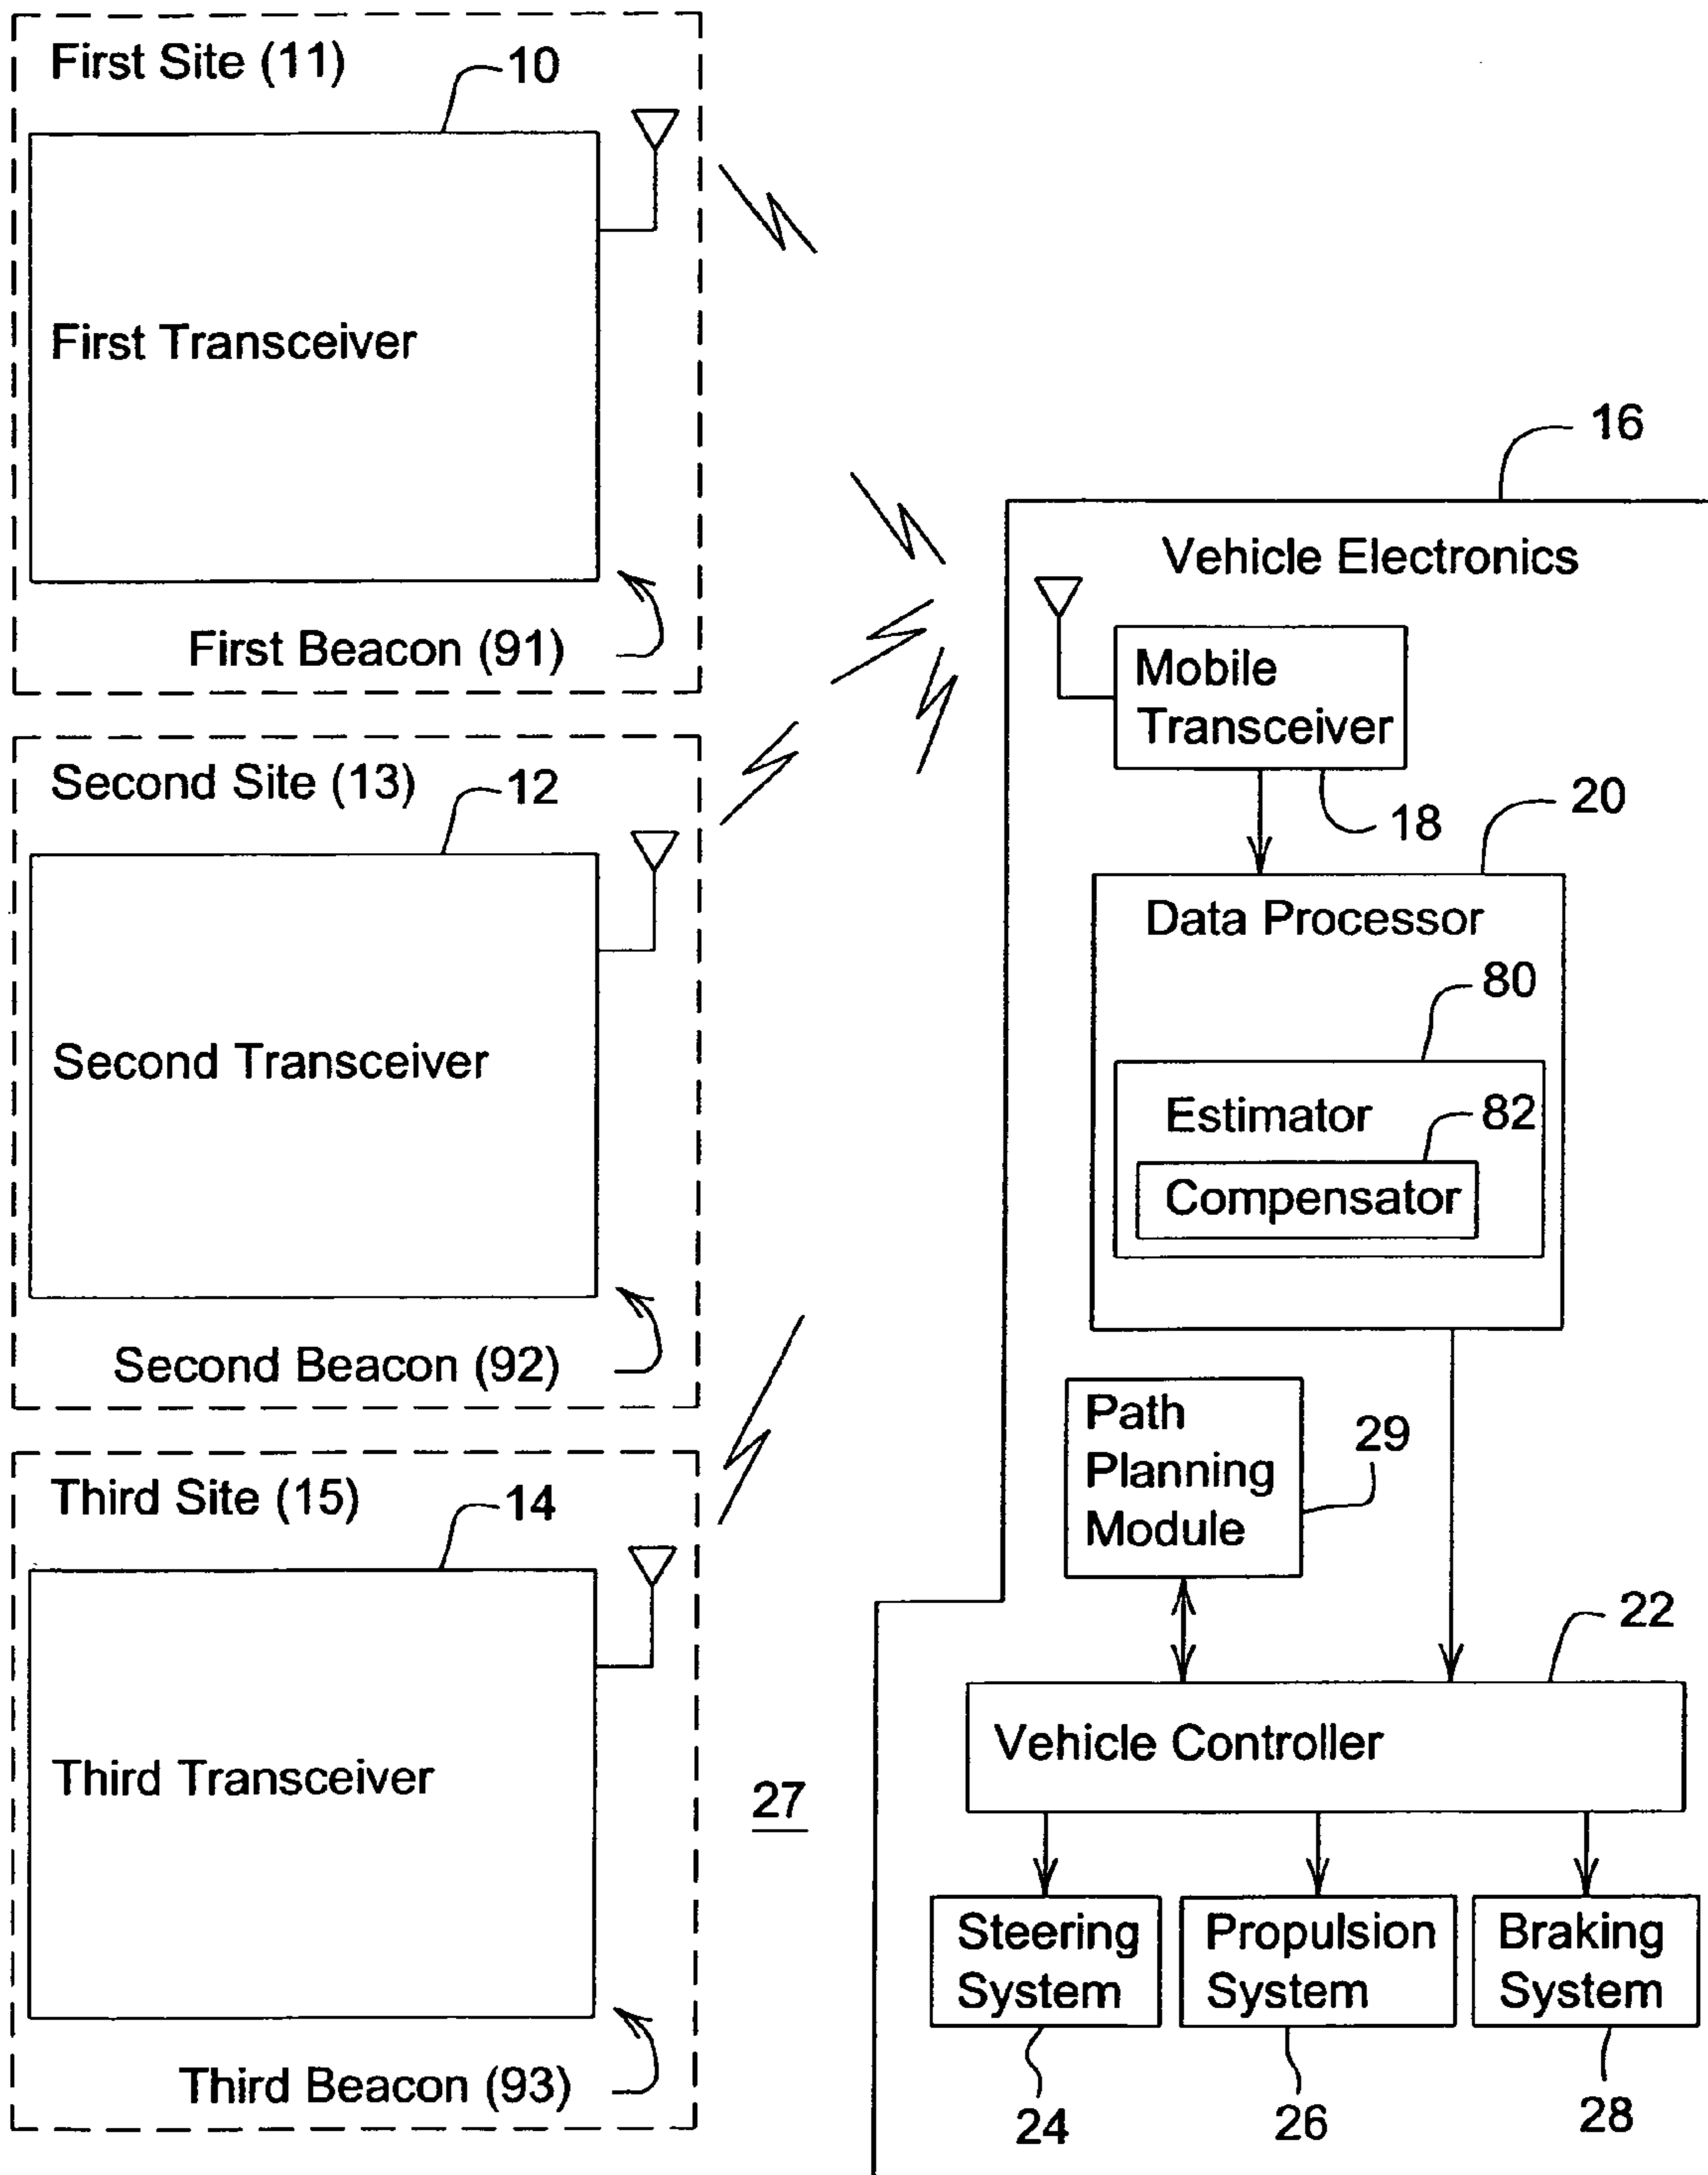 First Site (11)
10
First Transceiver
First Beacon (91)
Second Site (13)
12
Second Transceiver
Second Beacon (92)
Third Site (15)
14
Third Transceiver
Third Beacon (93)
27
16
Vehicle Electronics
Mobile
Transceiver
18
20
Data Processor
80
Estimator
82
Compensator
Path
Planning
Module
29
22
Vehicle Controller
Steering
System
24
Propulsion
System
26
Braking
System
28